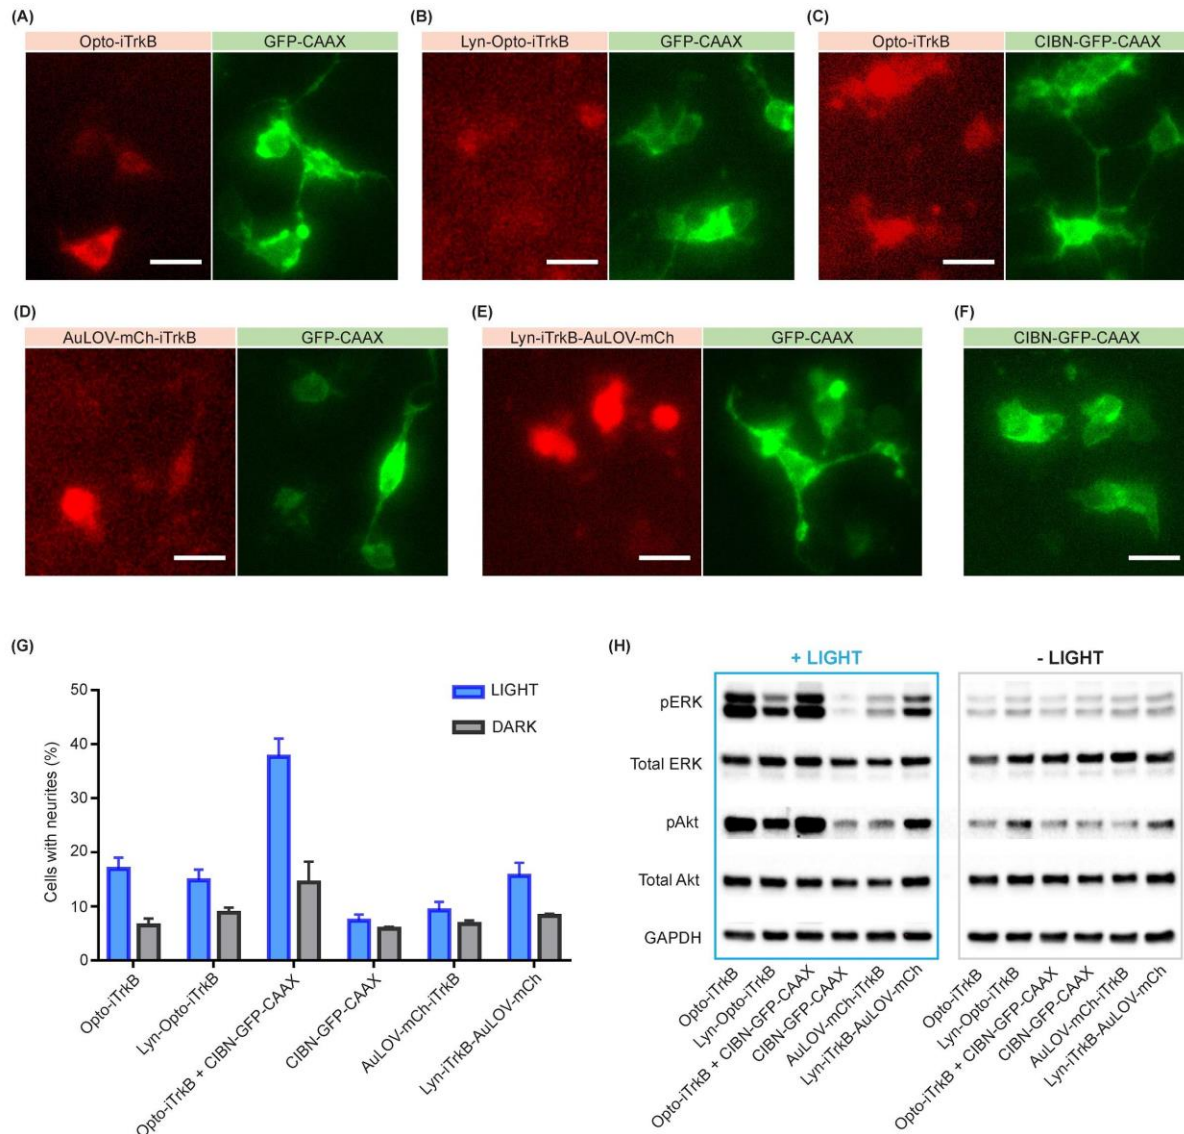 (A)
Opto-iTrkB
GFP-CAAX
(B)
Lyn-Opto-iTrkB
GFP-CAAX
(C)
Opto-iTrkB
CIBN-GFP-CAAX
(D)
AuLOV-mCh-iTrkB
GFP-CAAX
(E)
Lyn-iTrkB-AuLOV-mCh
GFP-CAAX
(F)
CIBN-GFP-CAAX
(G)
Cells with neurites (%)
50
40
30
20
10
0
LIGHT
DARK
Opto-iTrkB
Lyn-Opto-iTrkB
Opto-iTrkB + CIBN-GFP-CAAX
CIBN-GFP-CAAX
AuLOV-mCh-iTrkB
Lyn-iTrkB-AuLOV-mCh
(H)
+ LIGHT
- LIGHT
pERK
Total ERK
pAkt
Total Akt
GAPDH
Opto-iTrkB
Lyn-Opto-iTrkB
Opto-iTrkB + CIBN-GFP-CAAX
CIBN-GFP-CAAX
AuLOV-mCh-iTrkB
Lyn-iTrkB-AuLOV-mCh
Opto-iTrkB
Lyn-Opto-iTrkB
Opto-iTrkB + CIBN-GFP-CAAX
CIBN-GFP-CAAX
AuLOV-mCh-iTrkB
Lyn-iTrkB-AuLOV-mCh